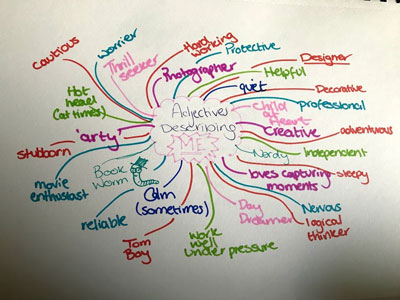 Adjectives
Describing
ME
cautious
worrier
Thrill
seeker
Hard
working
Photographer
Protective
Helpful
Designer
quiet
Decorative
child
at
Heart
Professional
Creative
adventurous
Nerdy
Independent
loves capturing
moments
sleepy
Nervous
logical
thinker
Day
Dreamer
work
well
under pressure
Calm
(sometimes)
Tom
Boy
reliable
Book
worm
movie
enthusiast
stubborn
'arty'
Hot
head
(at times)